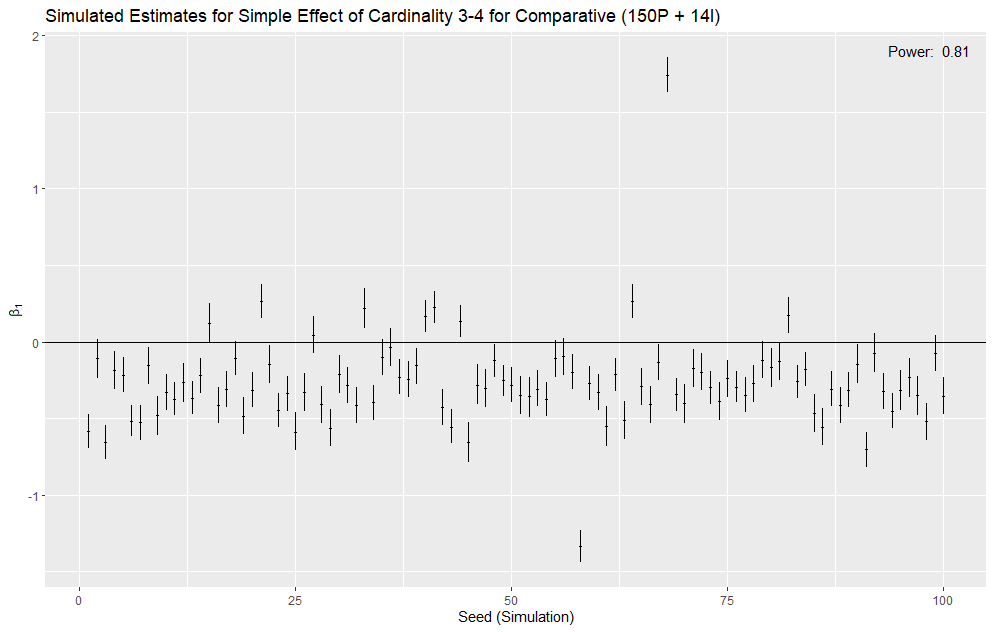 Simulated Estimates for Simple Effect of Cardinality 3-4 for Comparative (150P + 14I)
Power: 0.81
2
1
0
-1
β1
0 25 50 75 100
Seed (Simulation)